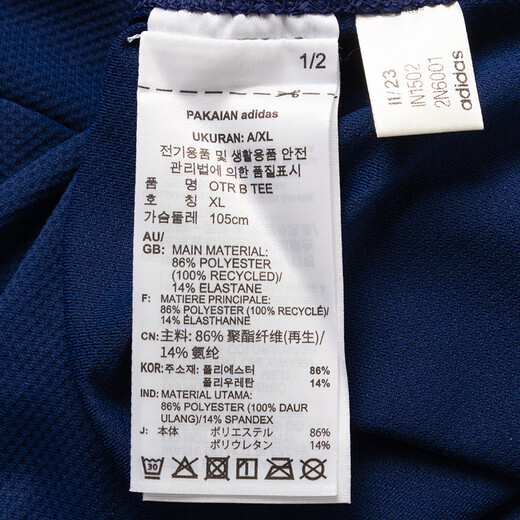 1/2
PAKAIAN adidas
UKURAN: A/XL
전기용품 및 생활용품 안전
관리법에 의한 품질표시
품 명 OTR B TEE
호 칭 XL
가슴둘레 105cm
AU/
GB: MAIN MATERIAL:
86% POLYESTER
(100% RECYCLED)/
14% ELASTANE
F: MATIERE PRINCIPALE:
86% POLYESTER (100% RECYCLÉ)/
14% ÉLASTHANNE
CN: 主料: 86% 聚酯纤维(再生)/
14% 氨纶
KOR: 주소재: 폴리에스터 86%
폴리우레탄 14%
IND: MATERIAL UTAMA:
86% POLYESTER (100% DAUR
ULANG)/14% SPANDEX
J: 本体 ポリエステル 86%
ポリウレタン 14%
30
11/23
IN1502
2N6001
adidas